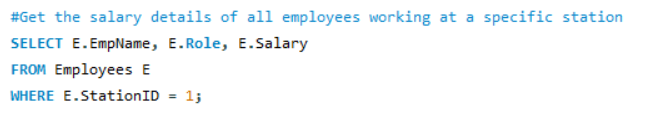 #Get the salary details of all employees working at a specific station
SELECT E.EmpName, E.Role, E.Salary
FROM Employees E
WHERE E.StationID = 1;